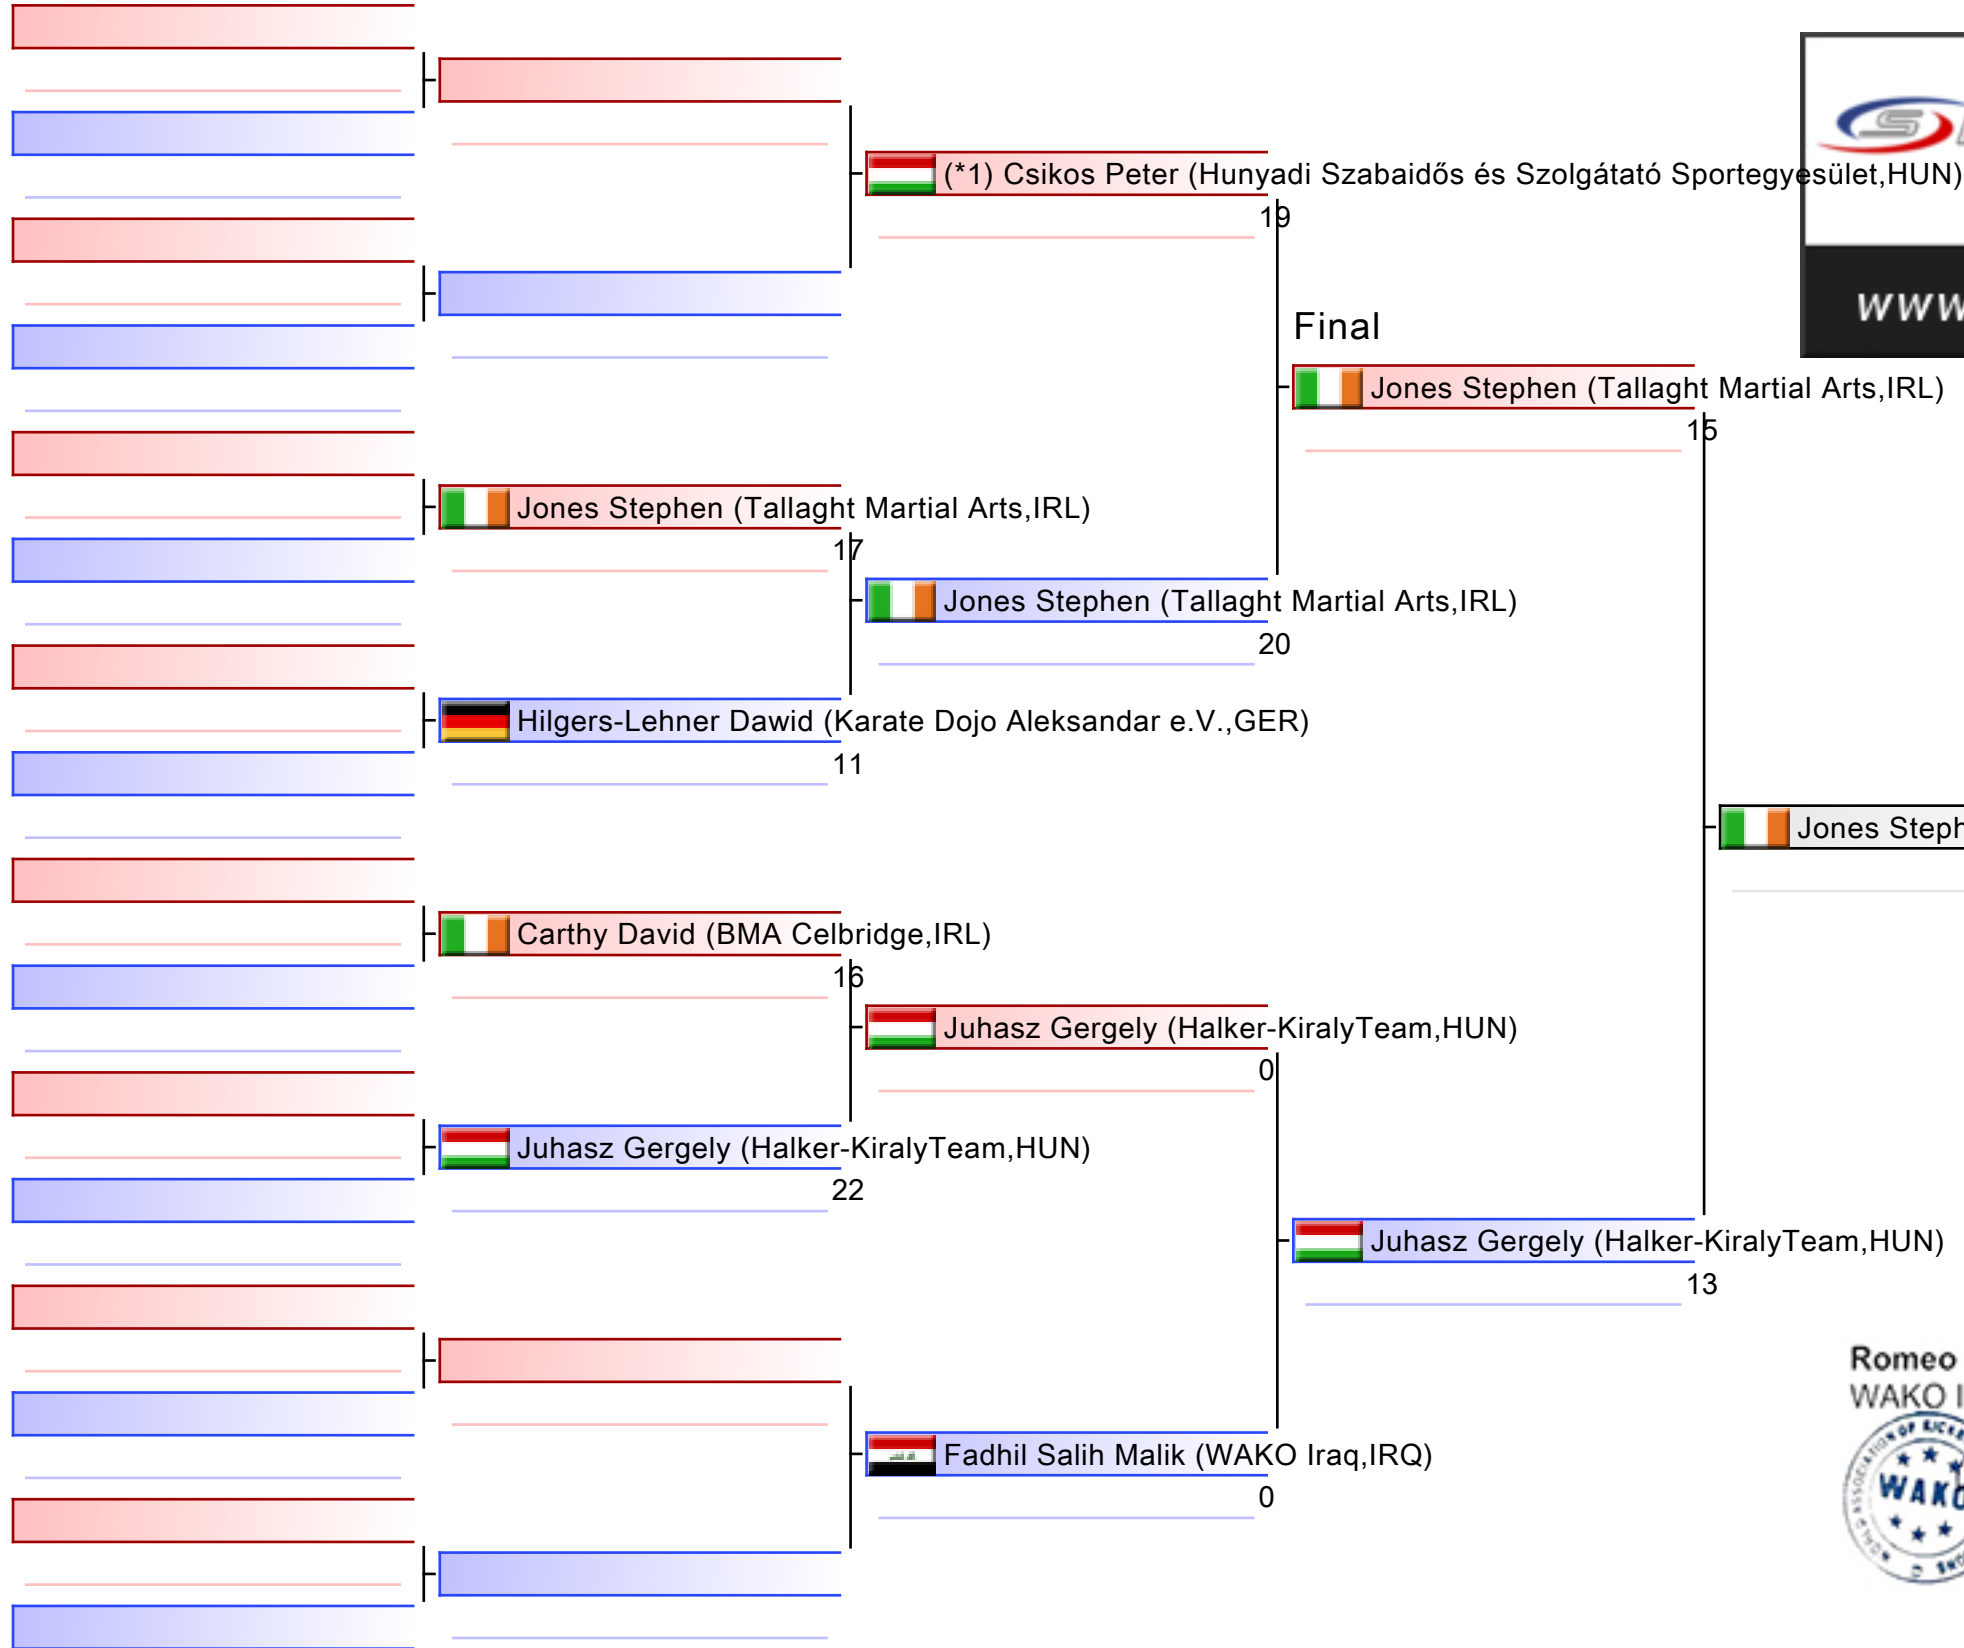 (*1) Csikos Peter (Hunyadi Szabaidős és Szolgátató Sportegyesület,HUN)
19
www
Final
Jones Stephen (Tallaght Martial Arts,IRL)
15
Jones Stephen (Tallaght Martial Arts,IRL)
17
Jones Stephen (Tallaght Martial Arts,IRL)
20
Hilgers-Lehner Dawid (Karate Dojo Aleksandar e.V.,GER)
11
Jones Steph
Carthy David (BMA Celbridge,IRL)
16
Juhasz Gergely (Halker-KiralyTeam,HUN)
0
Juhasz Gergely (Halker-KiralyTeam,HUN)
22
Juhasz Gergely (Halker-KiralyTeam,HUN)
13
Romeo
WAKO
Fadhil Salih Malik (WAKO Iraq,IRQ)
0
WAKO